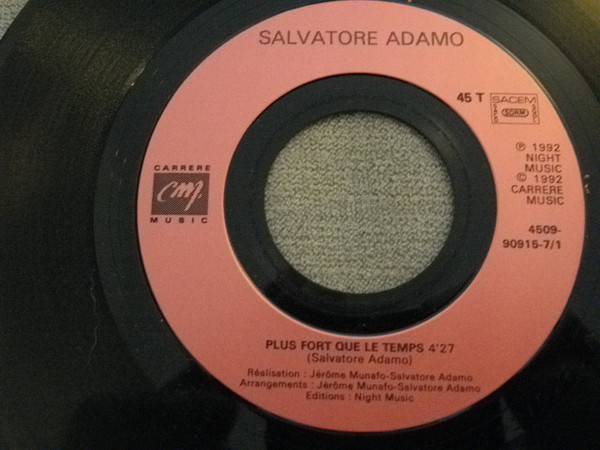 SALVATORE ADAMO
45 T
SACEM
SDRM
SACD
SGDL
CARRERE
cm
MUSIC
℗ 1992
NIGHT
MUSIC
© 1992
CARRERE
MUSIC
4509-
90915-7/1
PLUS FORT QUE LE TEMPS 4'27
(Salvatore Adamo)
Réalisation : Jérôme Munafo-Salvatore Adamo
Arrangements : Jérôme Munafo-Salvatore Adamo
Editions : Night Music